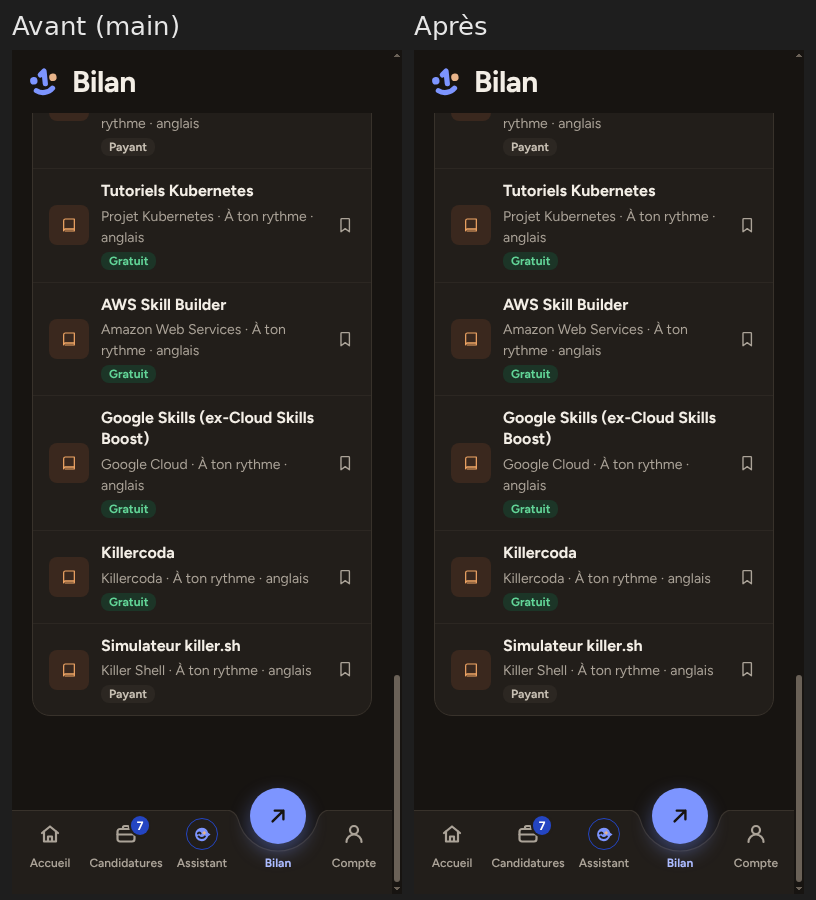 Avant (main)
Bilan
rythme · anglais
Payant
Tutoriels Kubernetes
Projet Kubernetes · À ton rythme ·
anglais
Gratuit
AWS Skill Builder
Amazon Web Services · À ton
rythme · anglais
Gratuit
Google Skills (ex-Cloud Skills
Boost)
Google Cloud · À ton rythme ·
anglais
Gratuit
Killercoda
Killercoda · À ton rythme · anglais
Gratuit
Simulateur killer.sh
Killer Shell · À ton rythme · anglais
Payant
7
Accueil
Candidatures
Assistant
Bilan
Compte
Après
Bilan
rythme · anglais
Payant
Tutoriels Kubernetes
Projet Kubernetes · À ton rythme ·
anglais
Gratuit
AWS Skill Builder
Amazon Web Services · À ton
rythme · anglais
Gratuit
Google Skills (ex-Cloud Skills
Boost)
Google Cloud · À ton rythme ·
anglais
Gratuit
Killercoda
Killercoda · À ton rythme · anglais
Gratuit
Simulateur killer.sh
Killer Shell · À ton rythme · anglais
Payant
7
Accueil
Candidatures
Assistant
Bilan
Compte